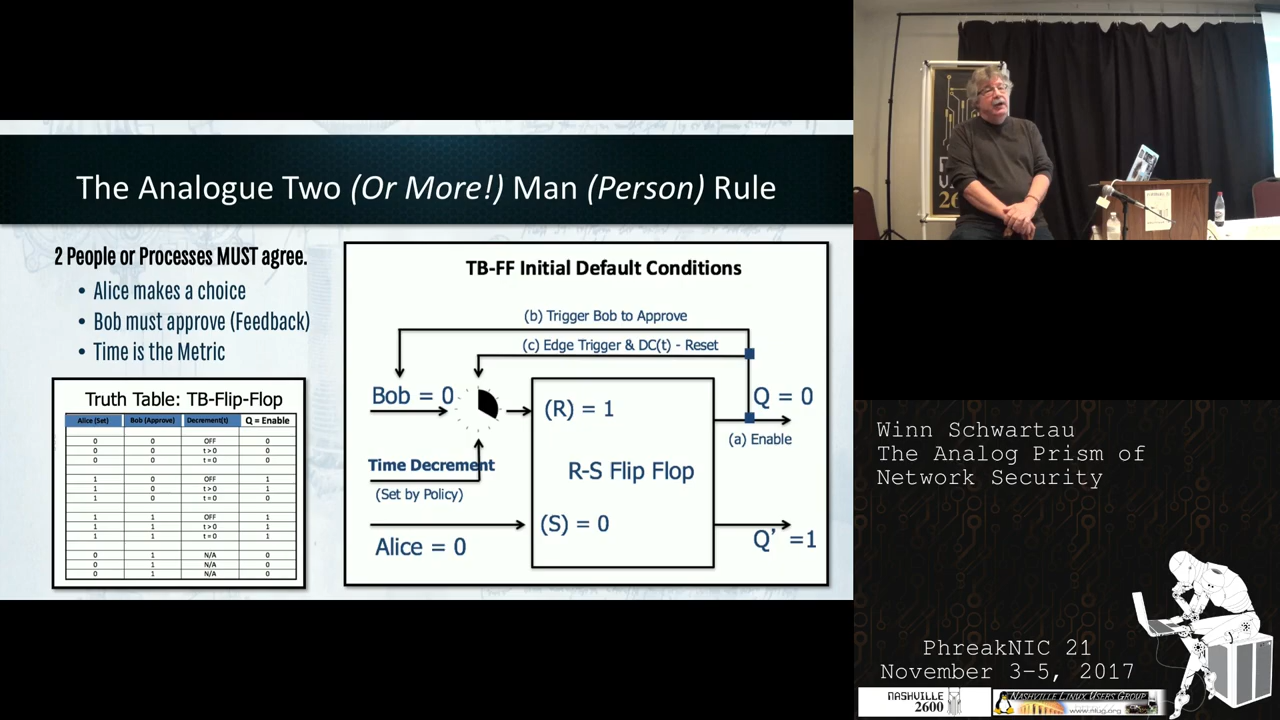 The Analogue Two (Or More!) Man (Person) Rule
2 People or Processes MUST agree.
• Alice makes a choice
• Bob must approve (Feedback)
• Time is the Metric
Truth Table: TB-Flip-Flop
Alice (Set) Bob (Approve) Decrement(t) Q = Enable
0 0 OFF 0
0 0 t > 0 0
0 0 t = 0 0
1 0 OFF 1
1 0 t > 0 1
1 0 t = 0 0
1 1 OFF 1
1 1 t > 0 1
1 1 t = 0 1
0 1 N/A 0
0 1 N/A 0
0 1 N/A 0
TB-FF Initial Default Conditions
(b) Trigger Bob to Approve
(c) Edge Trigger & DC(t) - Reset
Bob = 0
(R) = 1
Q = 0
(a) Enable
Time Decrement
(Set by Policy)
R-S Flip Flop
(S) = 0
Alice = 0
Q’ =1
Winn Schwartau
The Analog Prism of
Network Security
PhreakNIC 21
November 3-5, 2017
NASHVILLE
2600
NASHVILLE LINUX USERS GROUP
www.nlug.org